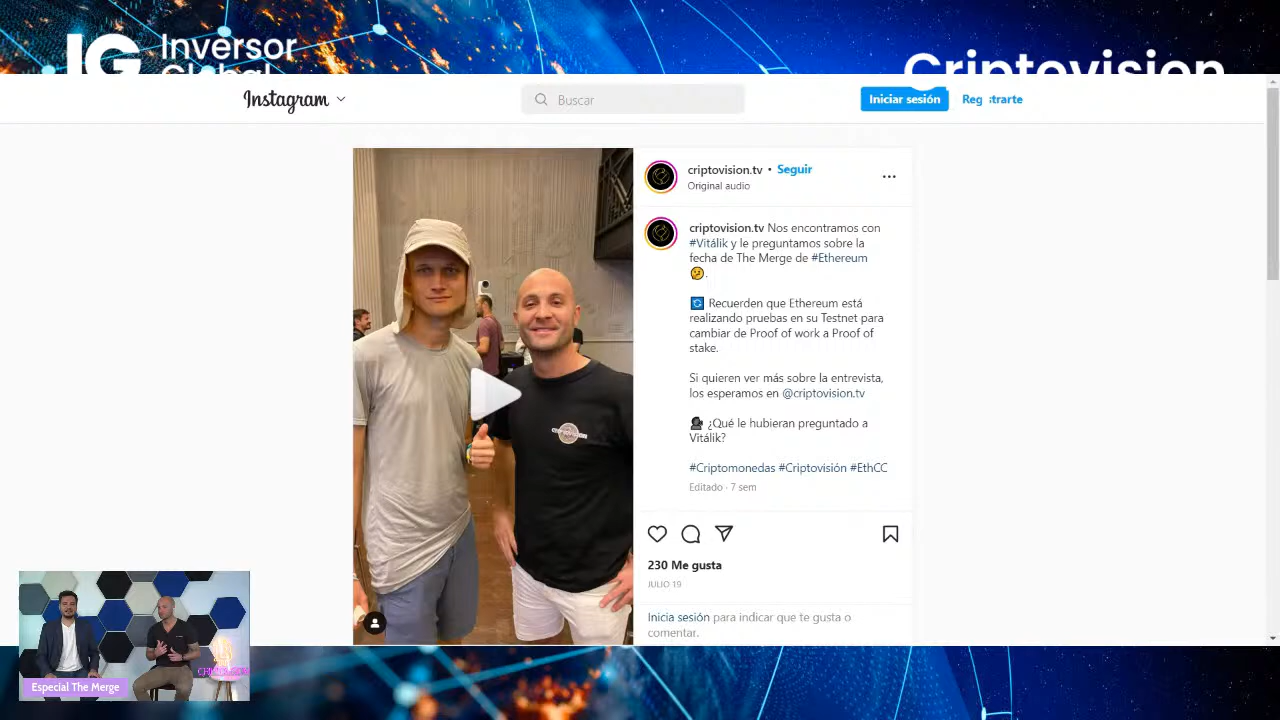 IG Inversor
Global
Criptovision
Instagram
Buscar
Iniciar sesión
Reg strarte
criptovision.tv • Seguir
Original audio
criptovision.tv Nos encontramos con
#Vitálik y le preguntamos sobre la
fecha de The Merge de #Ethereum
.
Recuerden que Ethereum está
realizando pruebas en su Testnet para
cambiar de Proof of work a Proof of
stake.
Si quieren ver más sobre la entrevista,
los esperamos en @criptovision.tv
¿Qué le hubieran preguntado a
Vitálik?
#Criptomonedas #Criptovisión #EthCC
Editado · 7 sem
230 Me gusta
JULIO 19
Inicia sesión para indicar que te gusta o
comentar.
Especial The Merge